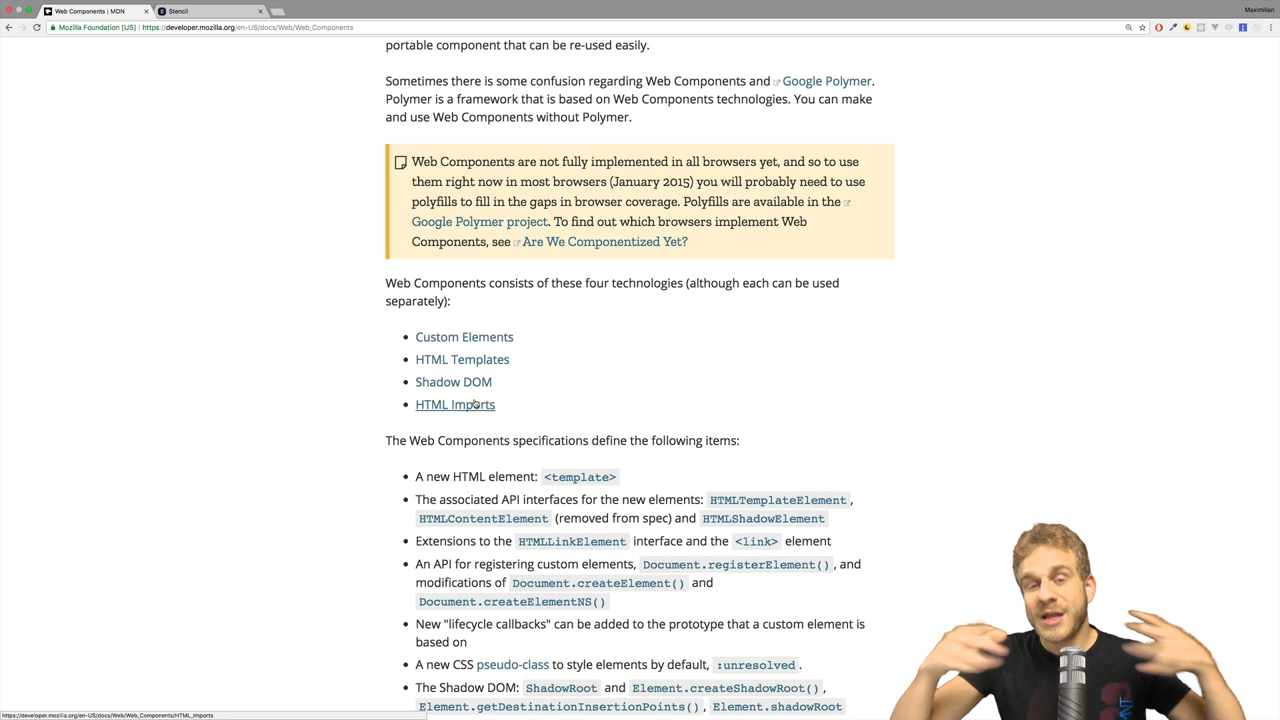 Web Components | MDN
Stencil
Maximilian
Mozilla Foundation [US] | https://developer.mozilla.org/en-US/docs/Web/Web_Components
portable component that can be re-used easily.
Sometimes there is some confusion regarding Web Components and Google Polymer.
Polymer is a framework that is based on Web Components technologies. You can make
and use Web Components without Polymer.
Web Components are not fully implemented in all browsers yet, and so to use
them right now in most browsers (January 2015) you will probably need to use
polyfills to fill in the gaps in browser coverage. Polyfills are available in the
Google Polymer project. To find out which browsers implement Web
Components, see Are We Componentized Yet?
Web Components consists of these four technologies (although each can be used
separately):
Custom Elements
HTML Templates
Shadow DOM
HTML Imports
The Web Components specifications define the following items:
A new HTML element: <template>
The associated API interfaces for the new elements: HTMLTemplateElement,
HTMLContentElement (removed from spec) and HTMLShadowElement
Extensions to the HTMLLinkElement interface and the <link> element
An API for registering custom elements, Document.registerElement(), and
modifications of Document.createElement() and
Document.createElementNS()
New "lifecycle callbacks" can be added to the prototype that a custom element is
based on
A new CSS pseudo-class to style elements by default, :unresolved.
The Shadow DOM: ShadowRoot and Element.createShadowRoot(),
Element.getDestinationInsertionPoints(), Element.shadowRoot
https://developer.mozilla.org/en-US/docs/Web/Web_Components/HTML_Imports